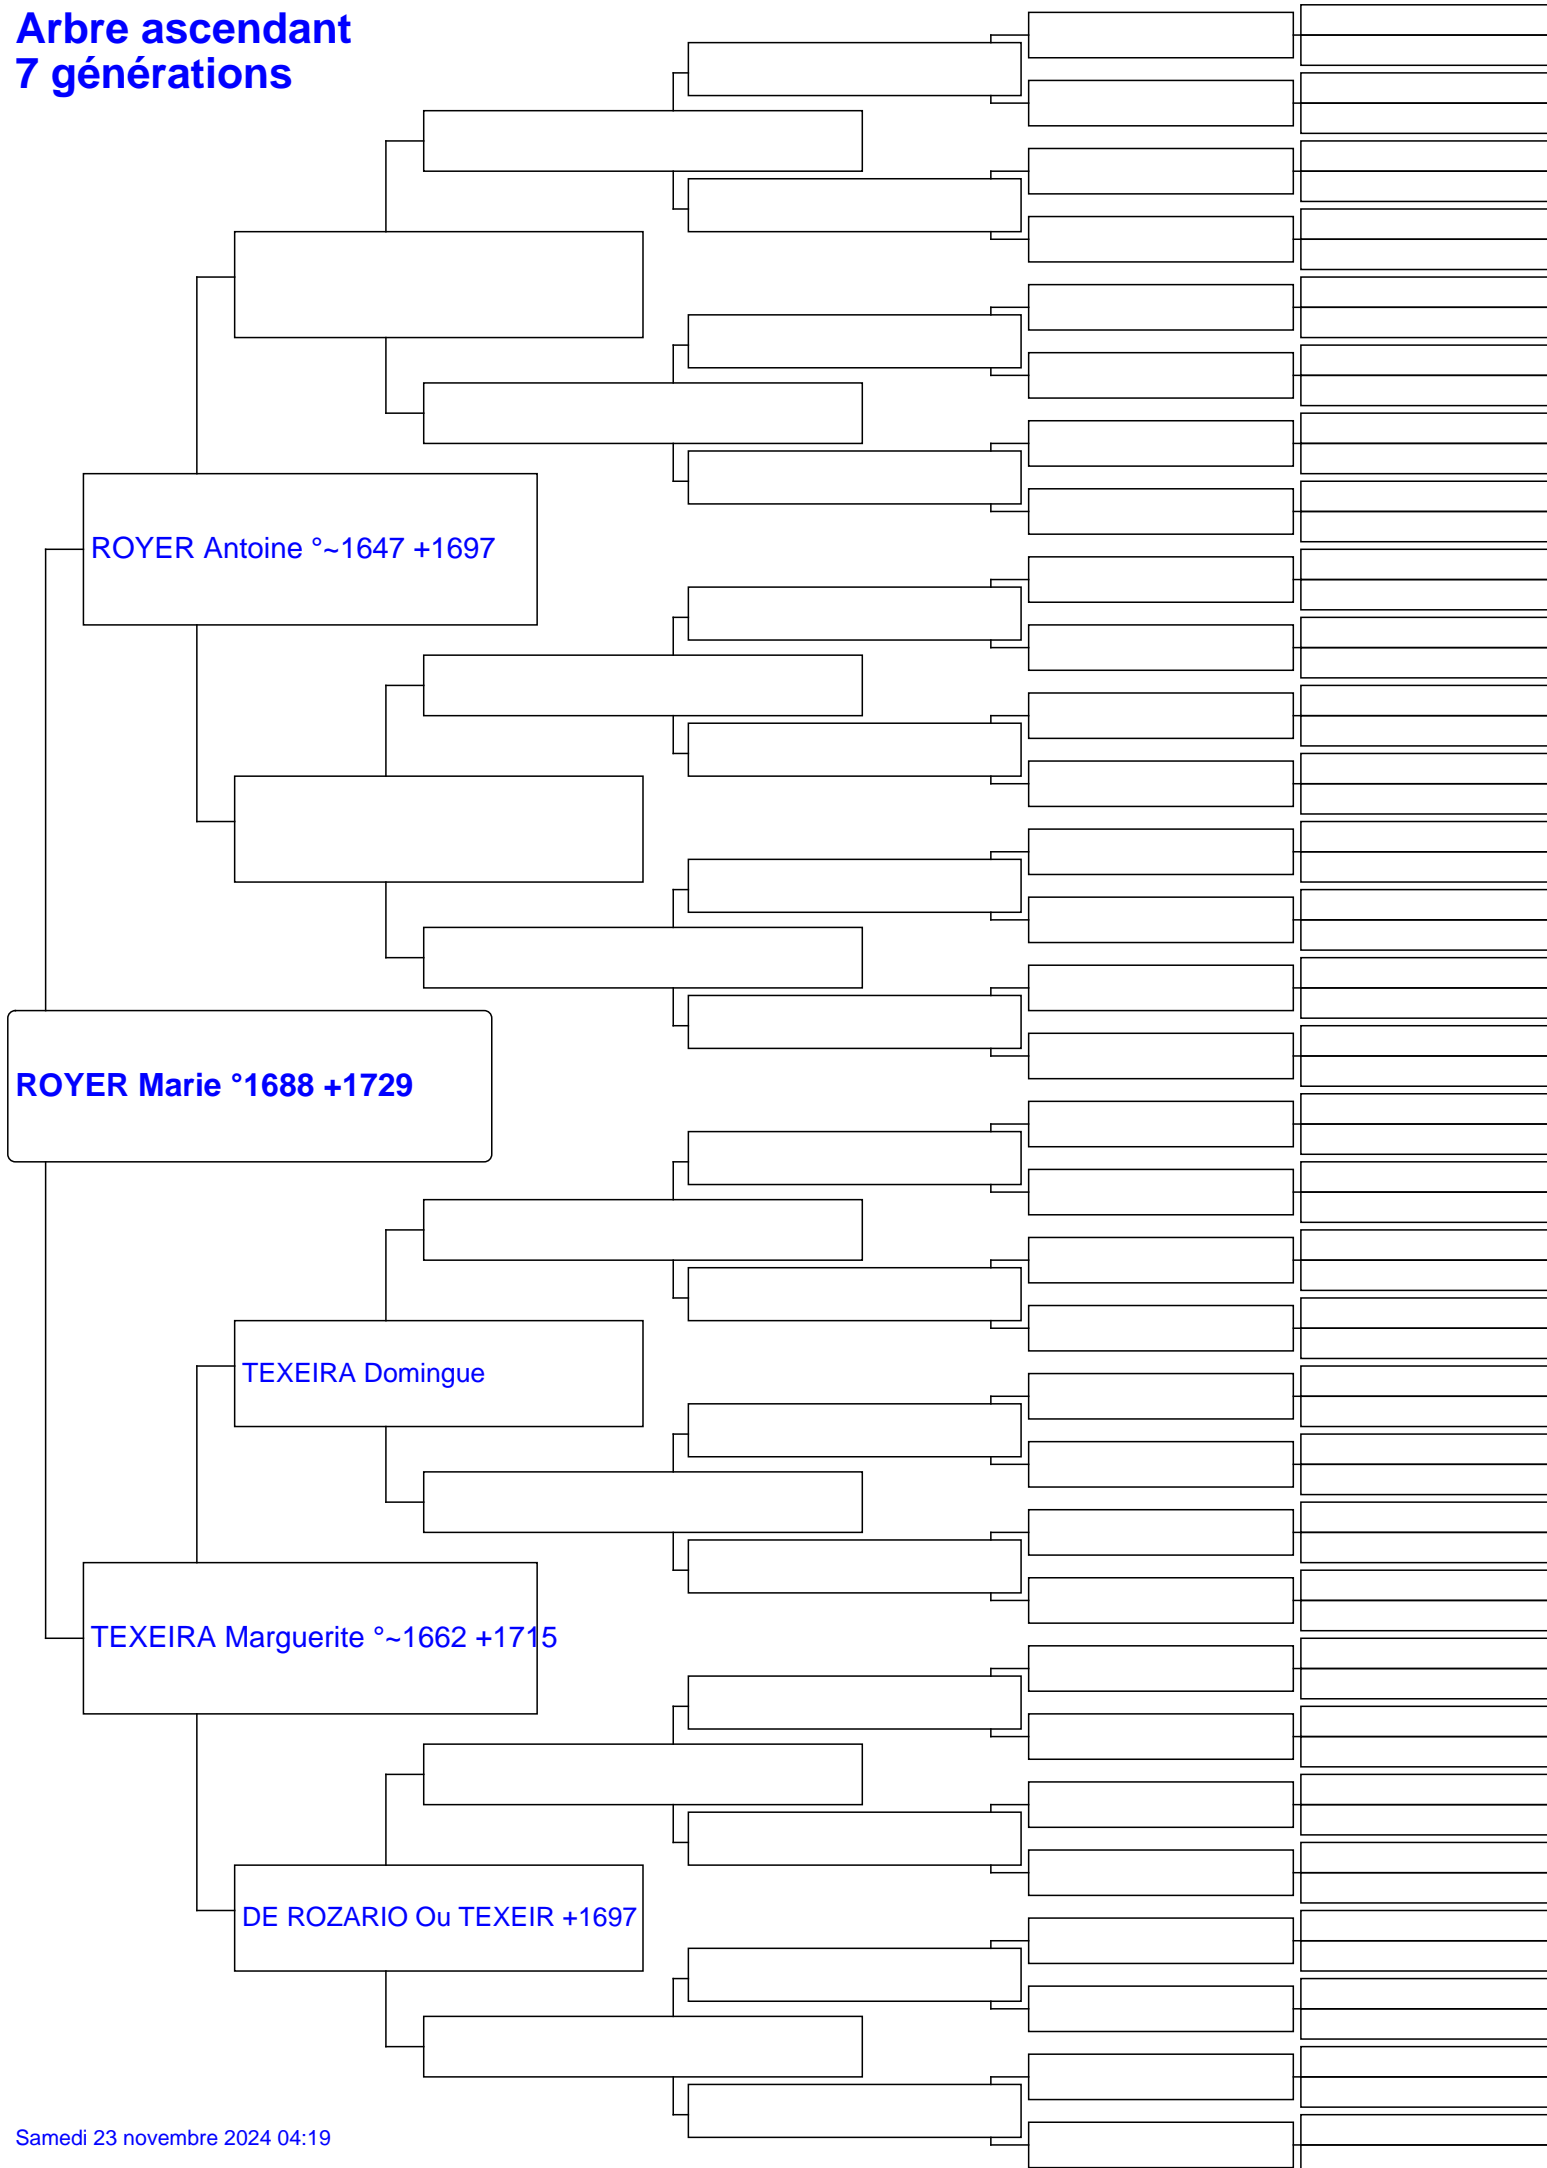 Arbre ascendant
7 générations
ROYER Antoine °~1647 +1697
ROYER Marie °1688 +1729
TEXEIRA Domingue
TEXEIRA Marguerite °~1662 +1715
DE ROZARIO Ou TEXEIR +1697
Samedi 23 novembre 2024 04:19